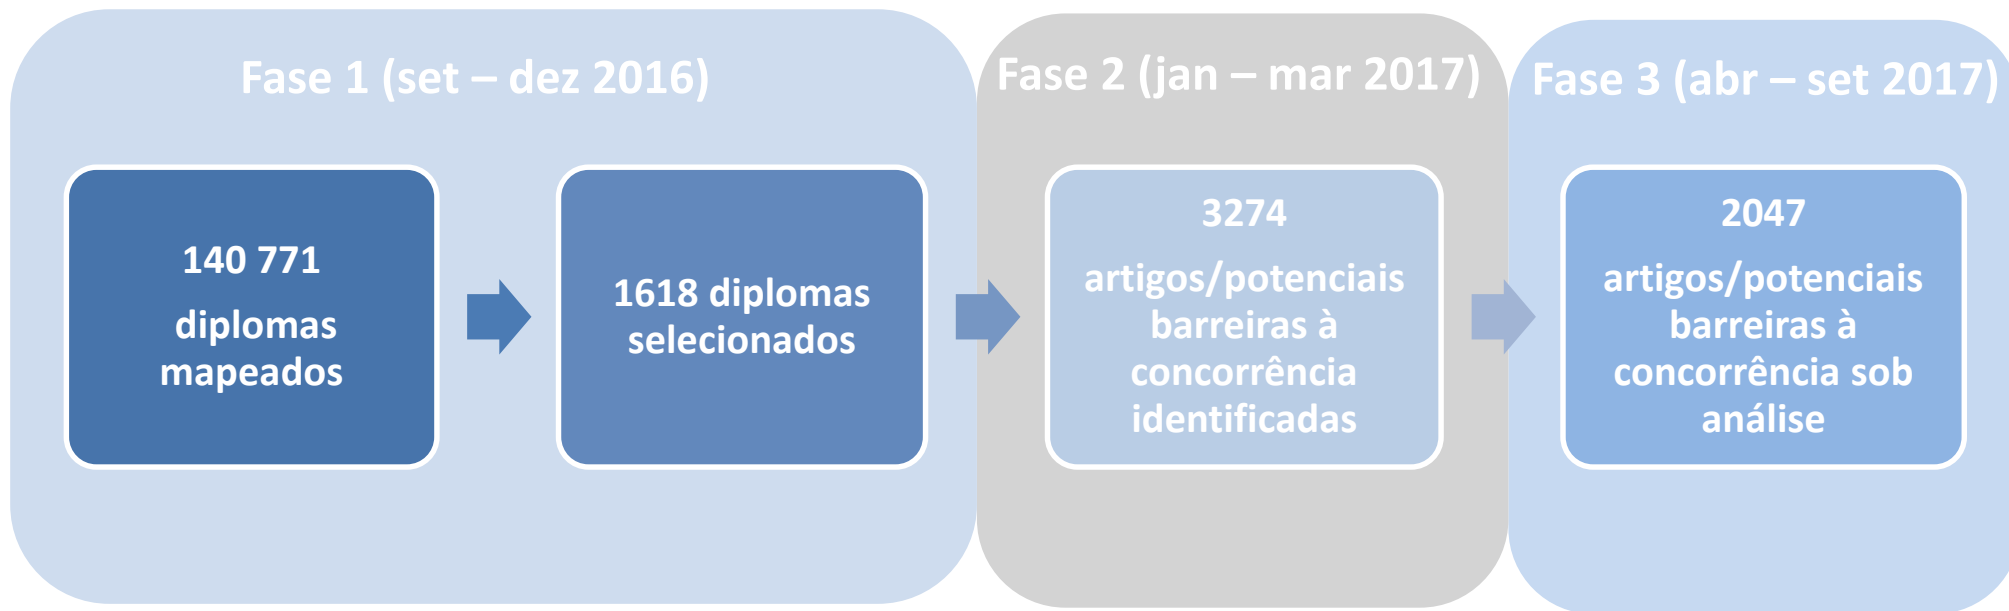 Fase 1 (set – dez 2016)
140 771
diplomas
mapeados
1618 diplomas
selecionados
Fase 2 (jan – mar 2017)
3274
artigos/potenciais
barreiras à
concorrência
identificadas
Fase 3 (abr – set 2017)
2047
artigos/potenciais
barreiras à
concorrência sob
análise